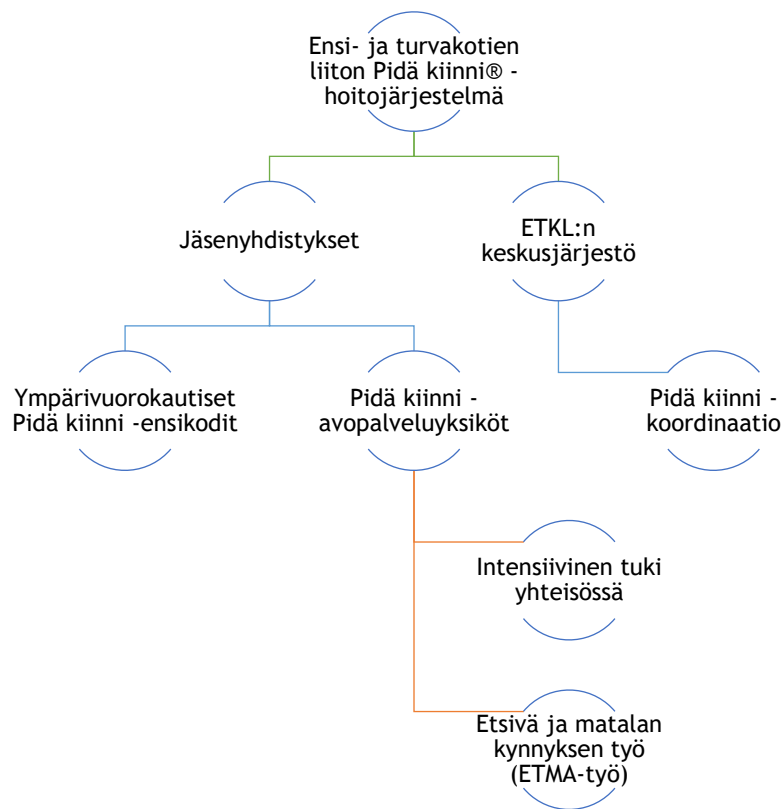 Ensi- ja turvakotien
liiton Pidä kiinni® -
hoitojärjestelmä
Jäsenyhdistykset
ETKL:n
keskusjärjestö
Ympärivuorokautiset
Pidä kiinni -ensikodit
Pidä kiinni -
avopalveluyksiköt
Pidä kiinni -
koordinaatio
Intensiivinen tuki
yhteisössä
Etsivä ja matalan
kynnyksen työ
(ETMA-työ)